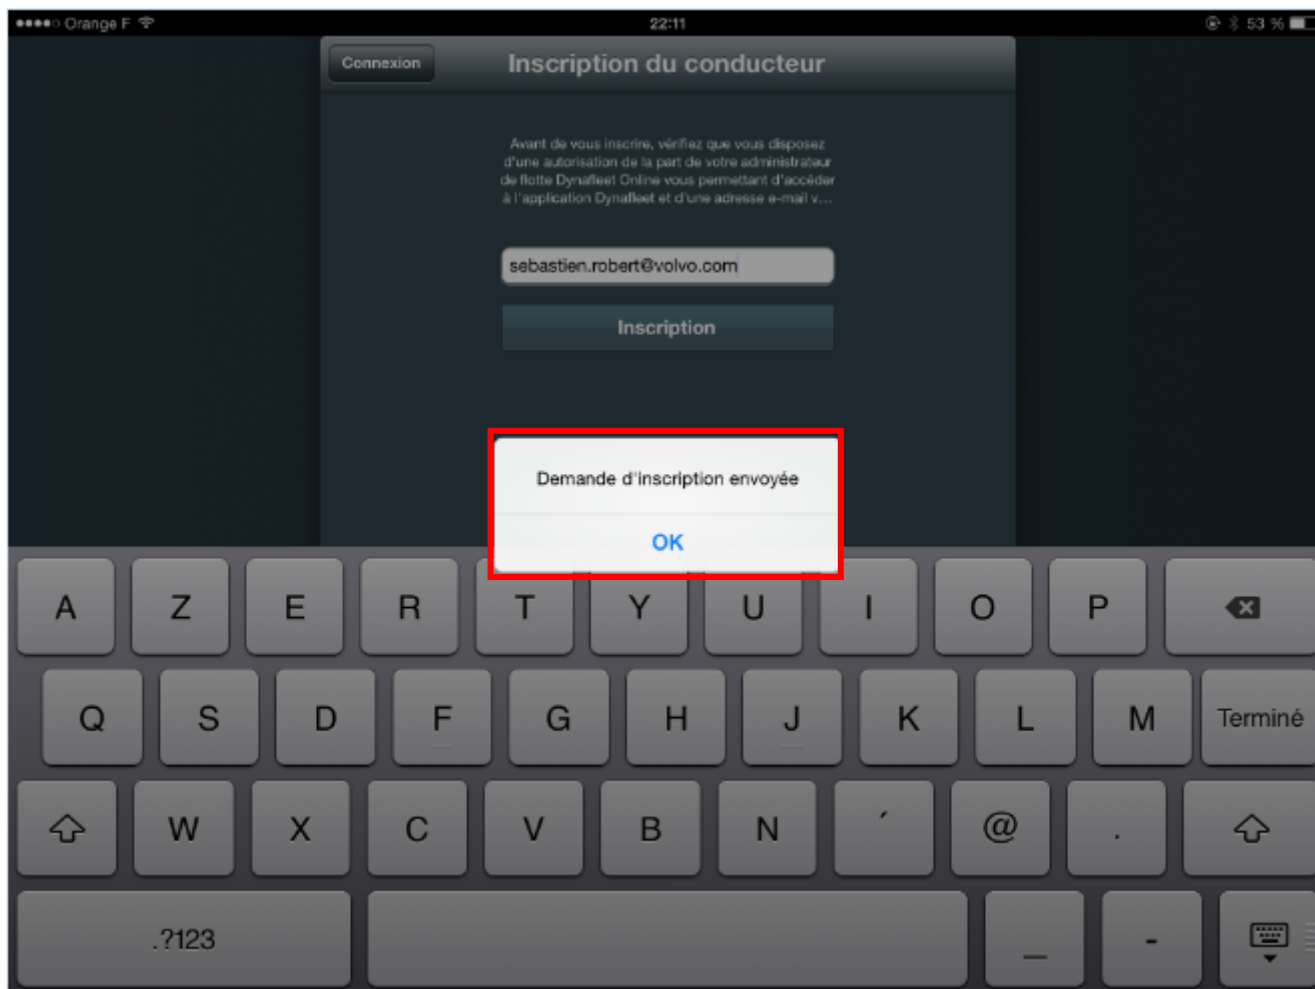 Orange F
22:11
53 %
Connexion
Inscription du conducteur
Avant de vous inscrire, vérifiez que vous disposez
d'une autorisation de la part de votre administrateur
de flotte Dynafleet Online vous permettant d'accéder
à l'application Dynafleet et d'une adresse e-mail v...
sebastien.robert@volvo.com
Inscription
Demande d'inscription envoyée
OK
A Z E R T Y U I O P
Q S D F G H J K L M Terminé
W X C V B N ´ @ .
.?123 _ -